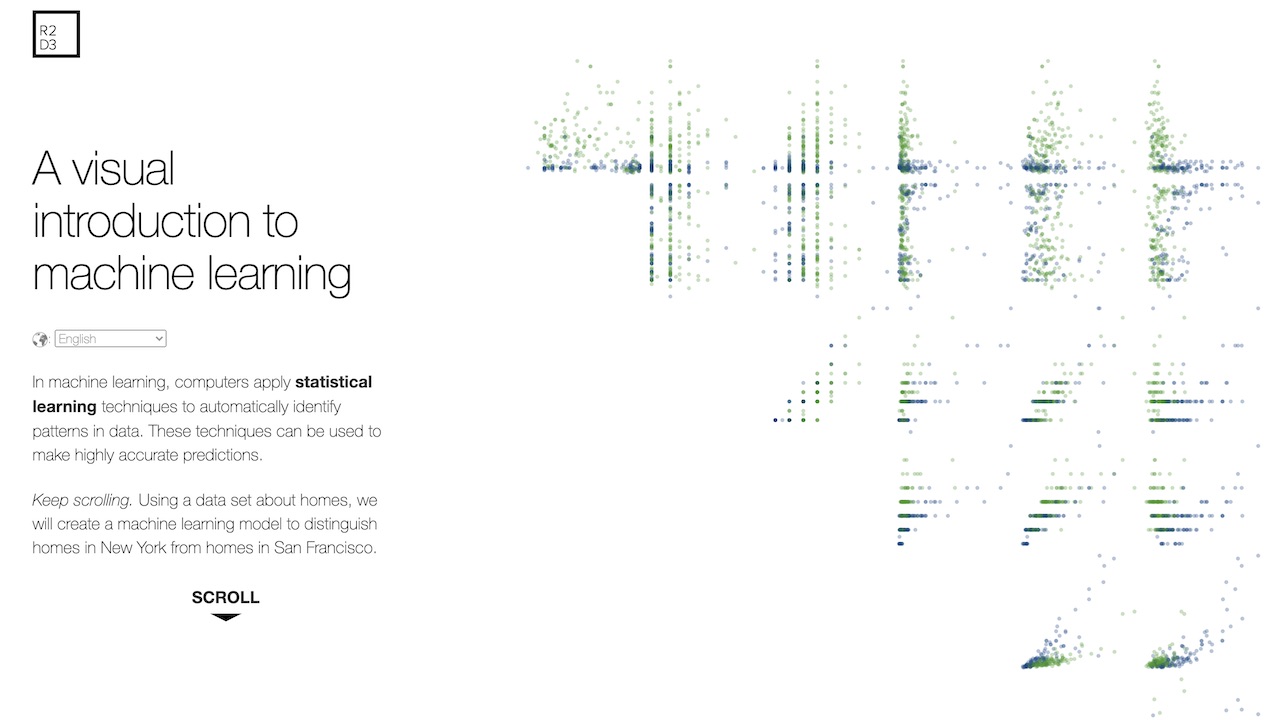 R2
D3
A visual
introduction to
machine learning
: English
In machine learning, computers apply statistical
learning techniques to automatically identify
patterns in data. These techniques can be used to
make highly accurate predictions.
Keep scrolling. Using a data set about homes, we
will create a machine learning model to distinguish
homes in New York from homes in San Francisco.
SCROLL